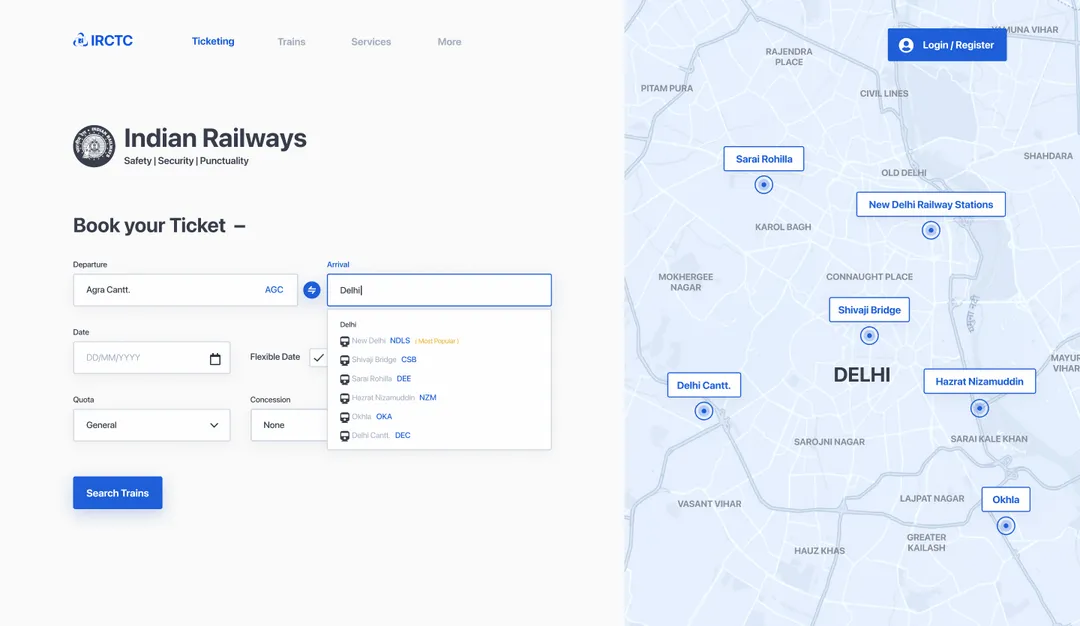 IRCTC
Ticketing
Trains
Services
More
Login / Register
Indian Railways
Safety | Security | Punctuality
Book your Ticket –
Departure
Agra Cantt. AGC
Arrival
Delhi
Delhi
New Delhi NDLS ( Most Popular )
Shivaji Bridge CSB
Sarai Rohilla DEE
Hazrat Nizamuddin NZM
Okhla OKA
Delhi Cantt. DEC
Date
DD/MM/YYYY
Flexible Date
Quota
General
Concession
None
Search Trains
YAMUNA VIHAR
RAJENDRA
PLACE
PITAM PURA
CIVIL LINES
Sarai Rohilla
SHAHDARA
OLD DELHI
New Delhi Railway Stations
KAROL BAGH
MOKHERGEE
NAGAR
CONNAUGHT PLACE
Shivaji Bridge
MAYUR
VIHAR
DELHI
Delhi Cantt.
Hazrat Nizamuddin
SAROJNI NAGAR
SARAI KALE KHAN
VASANT VIHAR
LAJPAT NAGAR
Okhla
GREATER
KAILASH
HAUZ KHAS